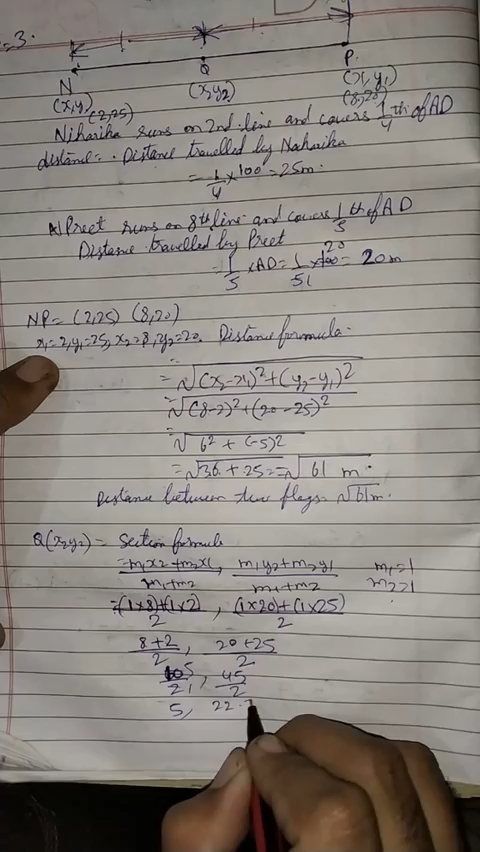 =3.
N Q P
(x,y) (x,y2) (x,y1)
(2,25) (8,20)
Niharika runs on 2nd line and covers 1/4 th of AD
distance. Distance travelled by Naharika
= 1/4 × 100 = 25m.
Preet runs on 8th line and covers 1/5 th of AD
Distance travelled by Preet
= 1/5 × AD = 1/5 × 100 = 20 m
NP = (2,25) (8,20)
x1=2, y1=25, x2=8, y2=20. Distance formula.
= √(x2-x1)²+(y2-y1)²
= √(8-2)²+(20-25)²
= √6²+(-5)²
= √36+25 = √61 m.
Distance between two flags √61m.
Q(x2y2) = Section formula
= m1x2+m2x1/m1+m2, m1y2+m2y1/m1+m2 m1=1 m2=1
= (1×8)+(1×2)/2, (1×20)+(1×25)/2
8+2/2, 20+25/2
10/2, 45/2
5, 22.